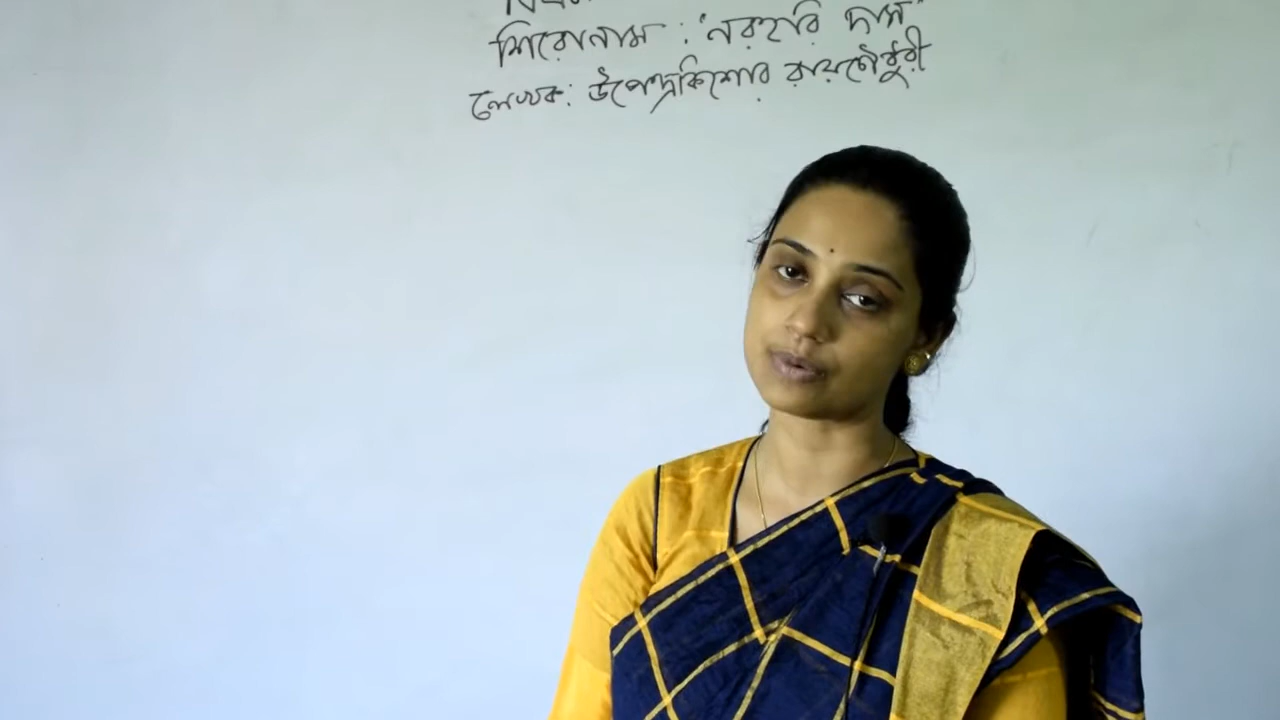 শিরোনাম : 'নরহরি দাস'
লেখক: উপেন্দ্রকিশোর রায়চৌধুরী